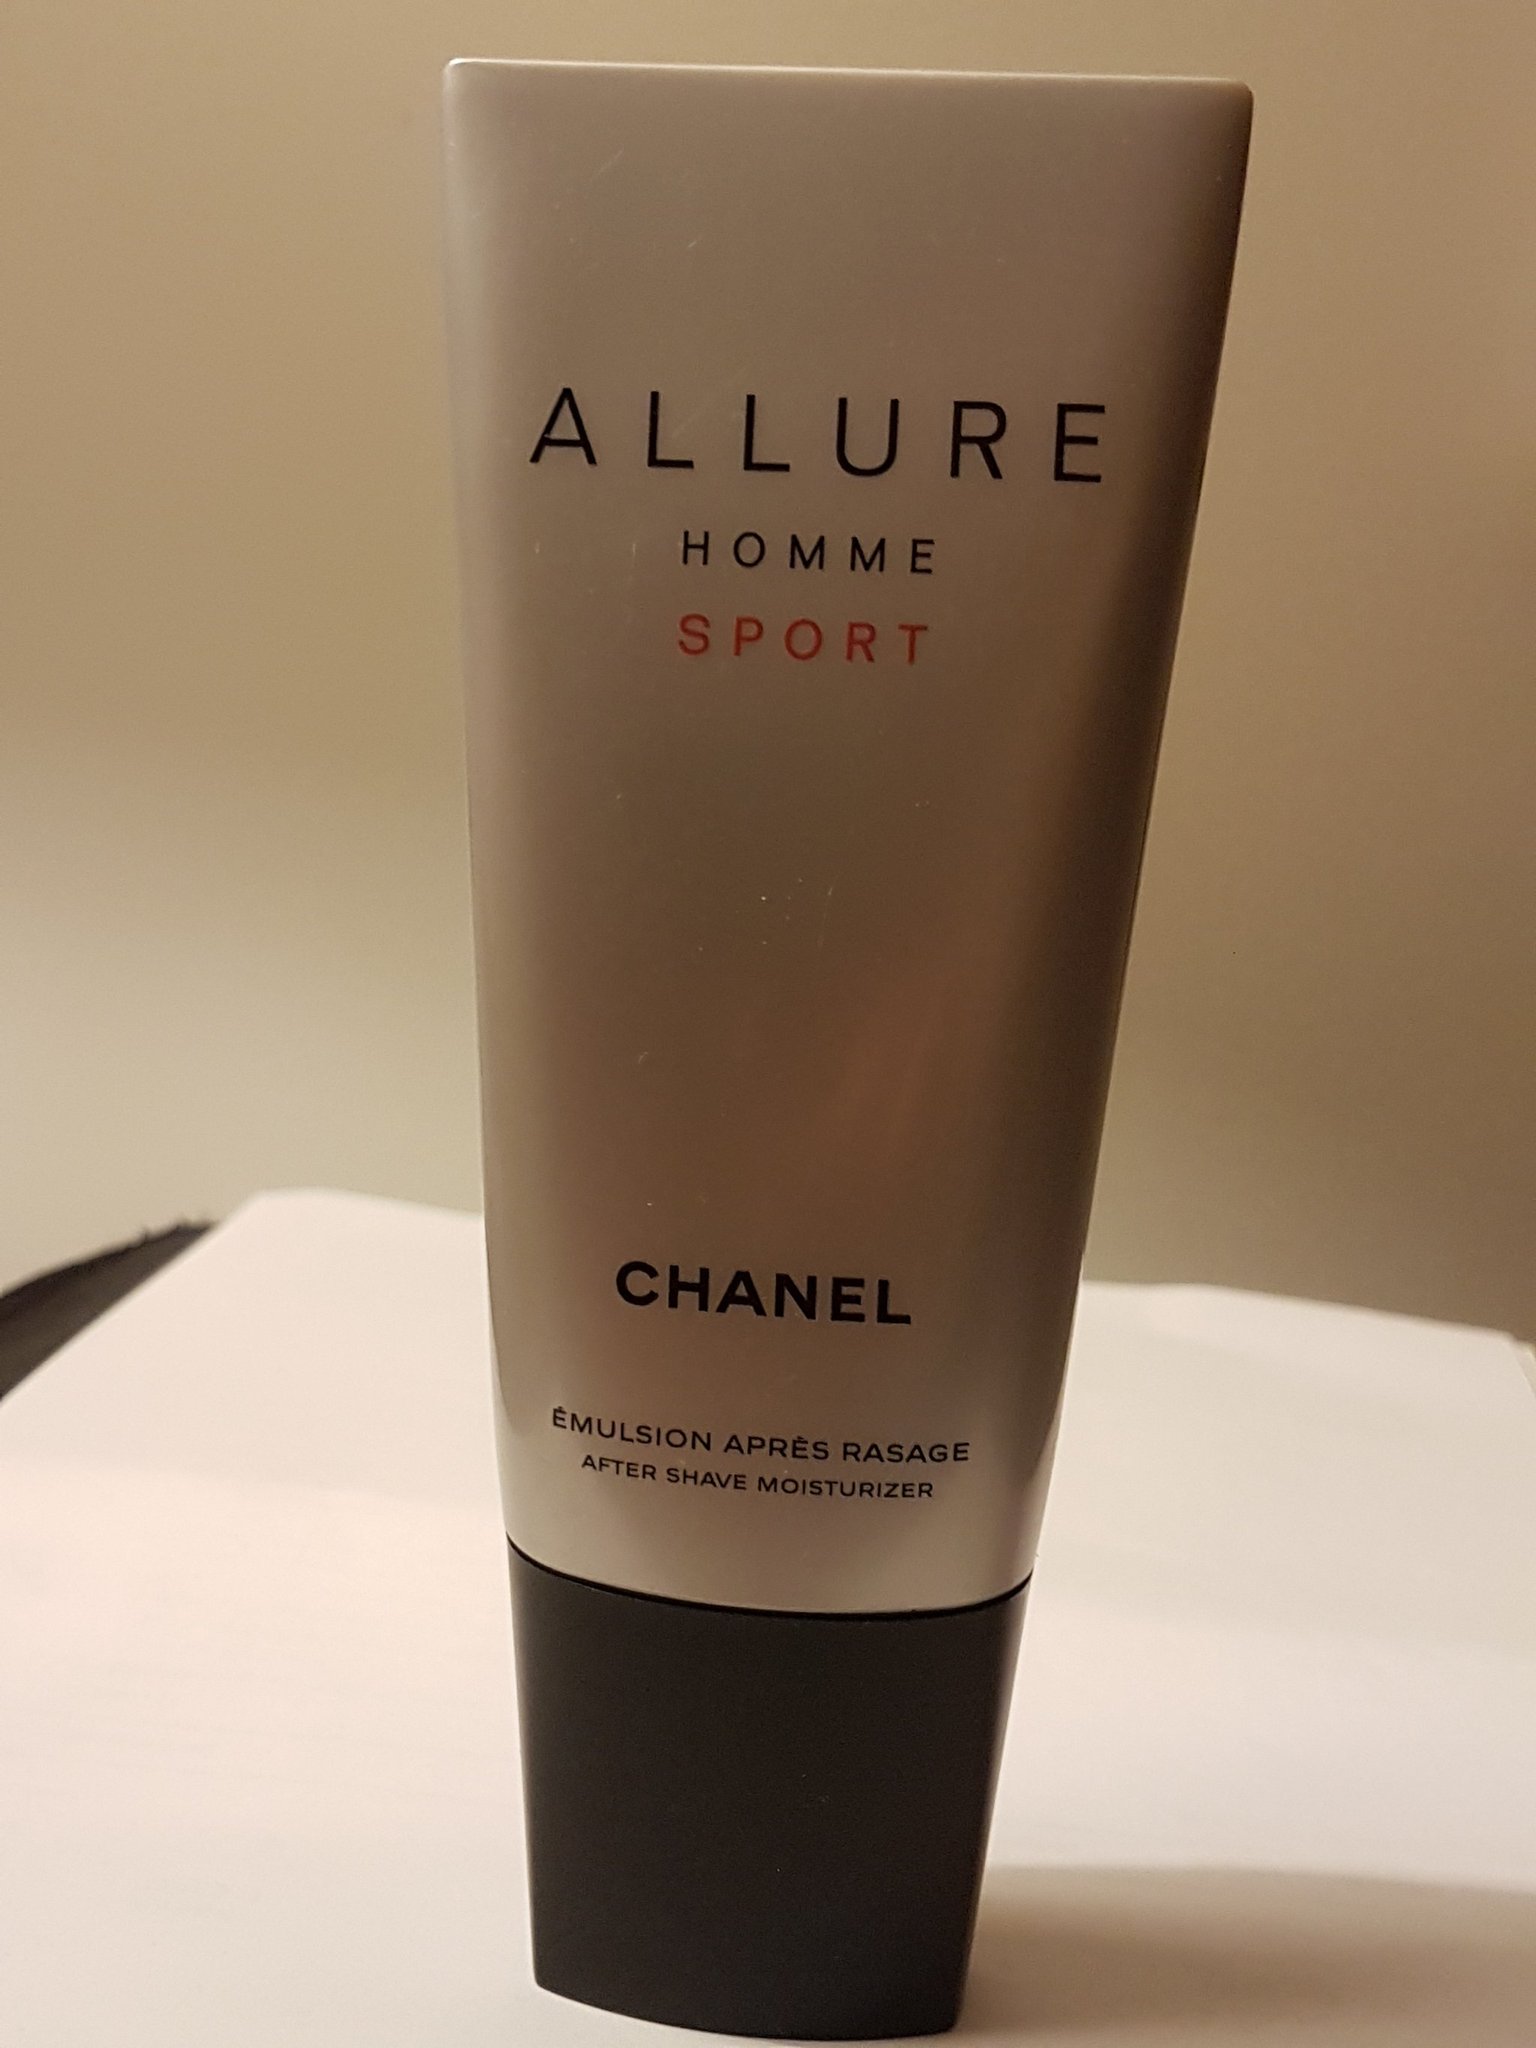 ALLURE
HOMME
SPORT
CHANEL
ÉMULSION APRÈS RASAGE
AFTER SHAVE MOISTURIZER